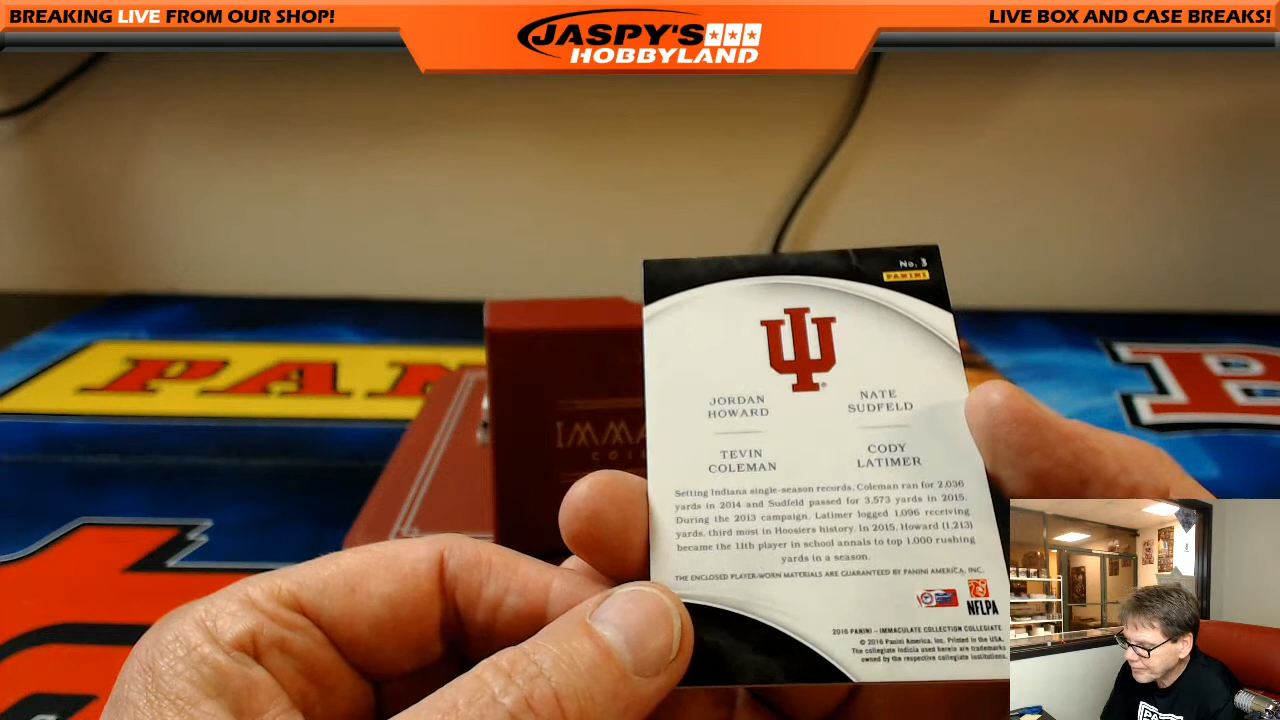 BREAKING LIVE FROM OUR SHOP!
JASPY'S
HOBBYLAND
LIVE BOX AND CASE BREAKS!
No. 3
PANINI
JORDAN
HOWARD
NATE
SUDFELD
TEVIN
COLEMAN
CODY
LATIMER
Setting Indiana single-season records, Coleman ran for 2,036
yards in 2014 and Sudfeld passed for 3,573 yards in 2015.
During the 2013 campaign, Latimer logged 1,096 receiving
yards, third most in Hoosiers history. In 2015, Howard (1,213)
became the 11th player in school annals to top 1,000 rushing
yards in a season.
THE ENCLOSED PLAYER-WORN MATERIALS ARE GUARANTEED BY PANINI AMERICA, INC.
NFLPA
2016 PANINI – IMMACULATE COLLECTION COLLEGIATE
© 2016 Panini America, Inc. Printed in the USA.
The collegiate indicia used herein are trademarks
owned by the respective collegiate institutions.
PAN
IMMA
CO